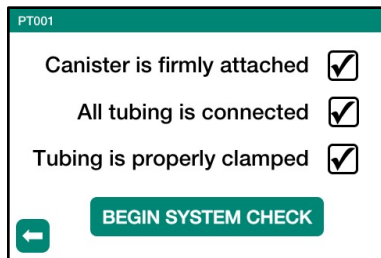 PT001
Canister is firmly attached
All tubing is connected
Tubing is properly clamped
BEGIN SYSTEM CHECK